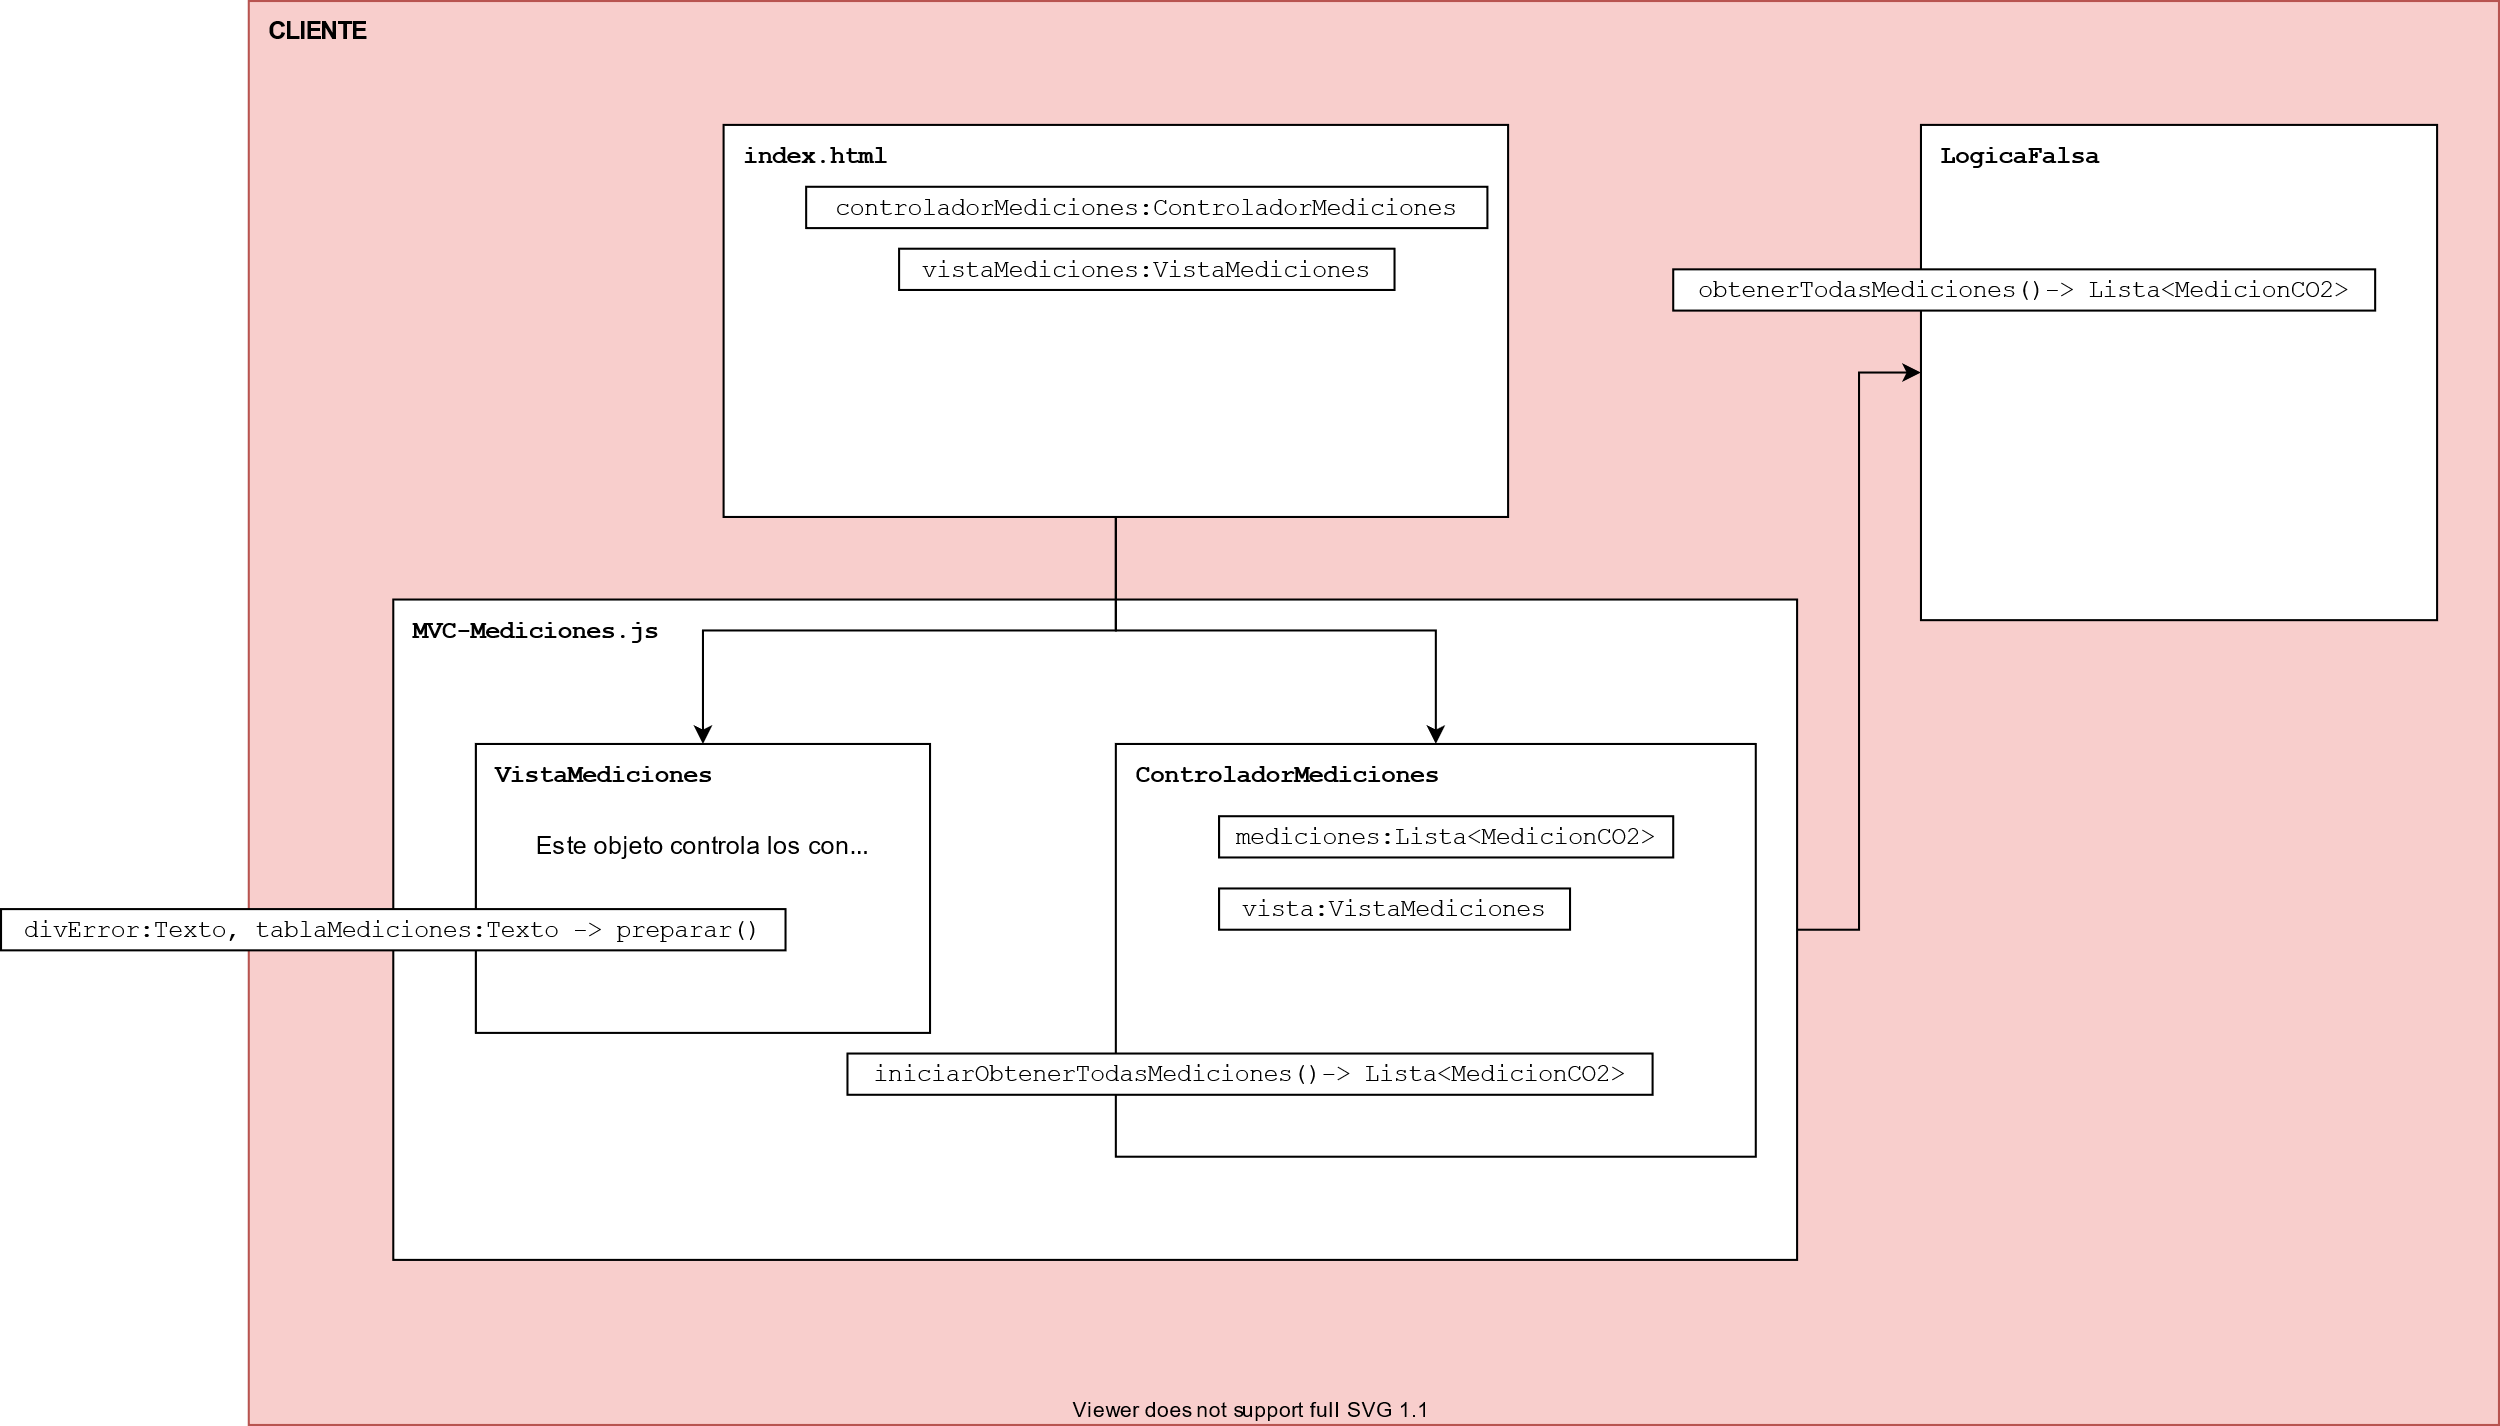 CLIENTE
index.html
controladorMediciones:ControladorMediciones
vistaMediciones:VistaMediciones
LogicaFalsa
obtenerTodasMediciones()-> Lista<MedicionCO2>
MVC-Mediciones.js
VistaMediciones
Este objeto controla los con...
divError:Texto, tablaMediciones:Texto -> preparar()
ControladorMediciones
mediciones:Lista<MedicionCO2>
vista:VistaMediciones
iniciarObtenerTodasMediciones()-> Lista<MedicionCO2>
Viewer does not support full SVG 1.1